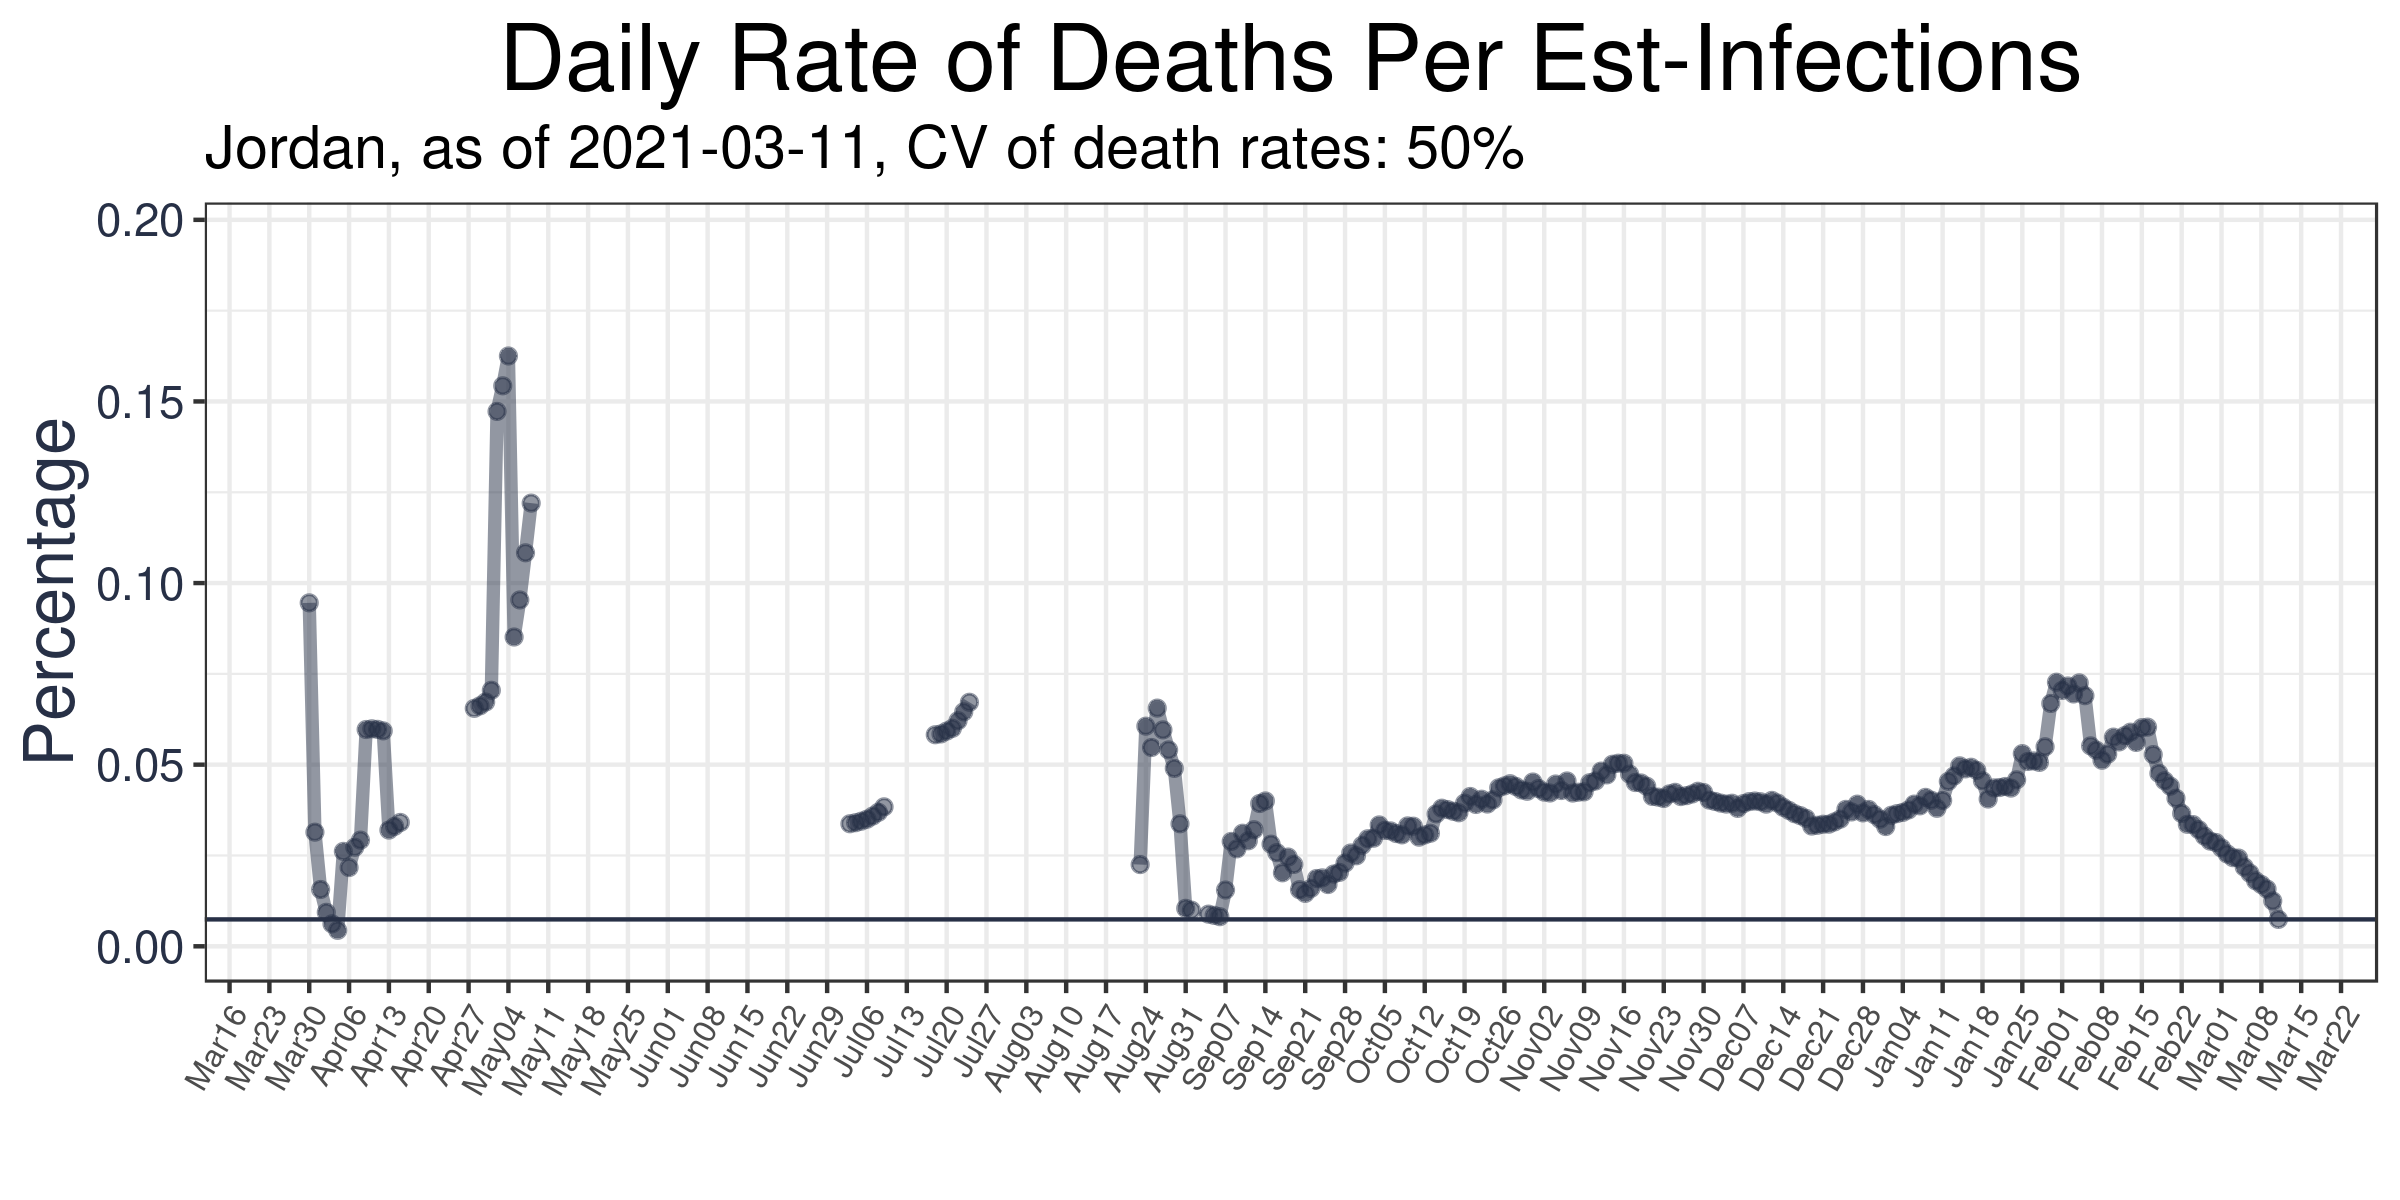 Daily Rate of Deaths Per Est-Infections
Jordan, as of 2021-03-11, CV of death rates: 50%
Percentage
0.20
0.15
0.10
0.05
0.00
Mar16
Mar23
Mar30
Apr06
Apr13
Apr20
Apr27
May04
May11
May18
May25
Jun01
Jun08
Jun15
Jun22
Jun29
Jul06
Jul13
Jul20
Jul27
Aug03
Aug10
Aug17
Aug24
Aug31
Sep07
Sep14
Sep21
Sep28
Oct05
Oct12
Oct19
Oct26
Nov02
Nov09
Nov16
Nov23
Nov30
Dec07
Dec14
Dec21
Dec28
Jan04
Jan11
Jan18
Jan25
Feb01
Feb08
Feb15
Feb22
Mar01
Mar08
Mar15
Mar22